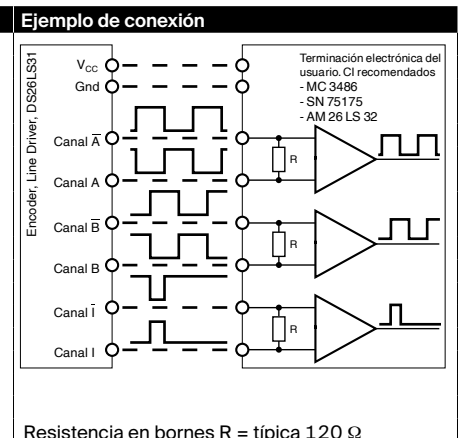 Ejemplo de conexión
Encoder, Line Driver, DS26LS31
V_CC
Gnd
Canal A̅
Canal A
Canal B̅
Canal B
Canal I̅
Canal I
Terminación electrónica del
usuario. CI recomendados
- MC 3486
- SN 75175
- AM 26 LS 32
R
R
R
Resistencia en bornes R = típica 120 Ω